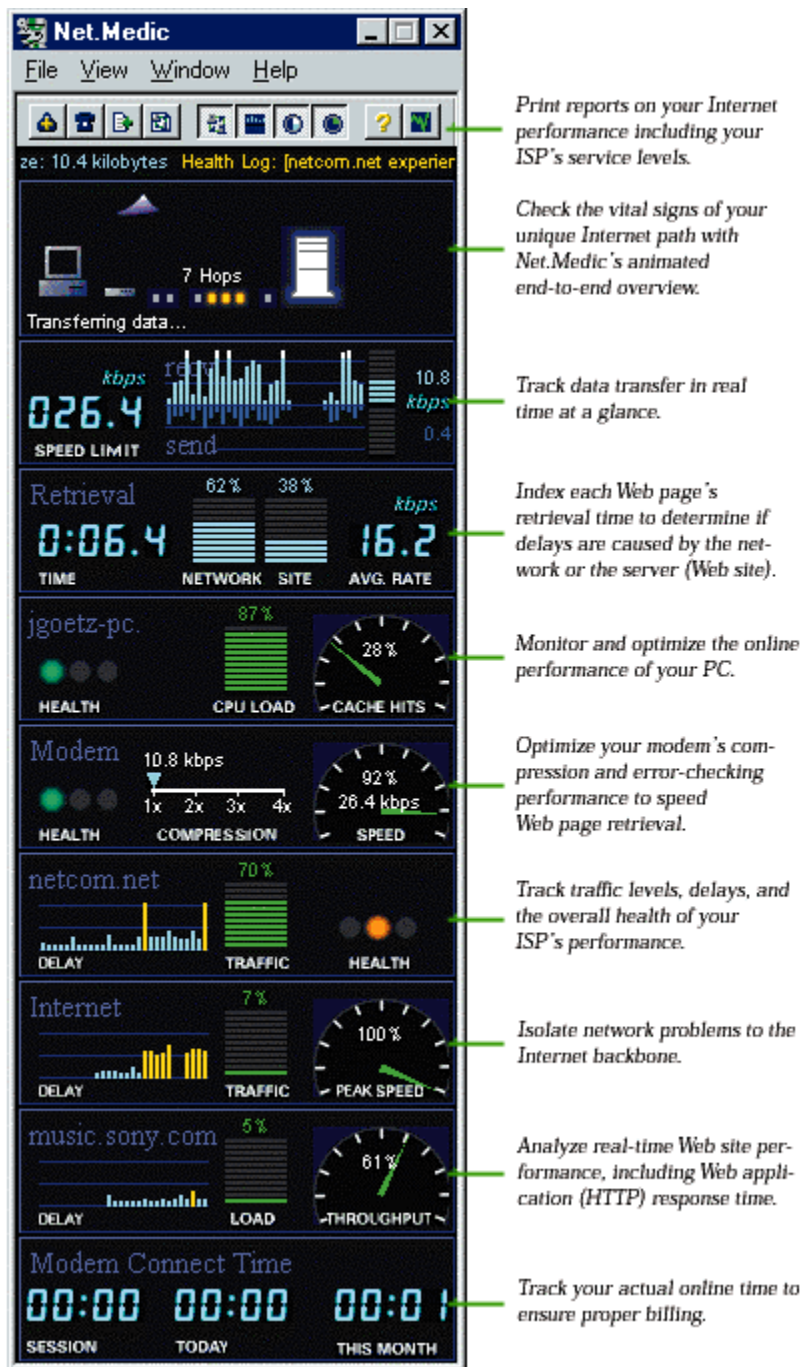 Net.Medic
File View Window Help
ze: 10.4 kilobytes Health Log: [netcom.net experier
7 Hops
Transferring data...
kbps
026.4
SPEED LIMIT
recv
send
10.8
kbps
0.4
Retrieval
0:06.4
TIME
62%
NETWORK
38%
SITE
kbps
16.2
AVG. RATE
jgoetz-pc.
HEALTH
87%
CPU LOAD
28%
CACHE HITS
Modem
HEALTH
10.8 kbps
1x 2x 3x 4x
COMPRESSION
92%
26.4 kbps
SPEED
netcom.net
DELAY
70%
TRAFFIC
HEALTH
Internet
DELAY
7%
TRAFFIC
100%
PEAK SPEED
music.sony.com
DELAY
5%
LOAD
61%
THROUGHPUT
Modem Connect Time
00:00 00:00 00:01
SESSION TODAY THIS MONTH
Print reports on your Internet
performance including your
ISP's service levels.
Check the vital signs of your
unique Internet path with
Net.Medic's animated
end-to-end overview.
Track data transfer in real
time at a glance.
Index each Web page's
retrieval time to determine if
delays are caused by the net-
work or the server (Web site).
Monitor and optimize the online
performance of your PC.
Optimize your modem's com-
pression and error-checking
performance to speed
Web page retrieval.
Track traffic levels, delays, and
the overall health of your
ISP's performance.
Isolate network problems to the
Internet backbone.
Analyze real-time Web site per-
formance, including Web appli-
cation (HTTP) response time.
Track your actual online time to
ensure proper billing.